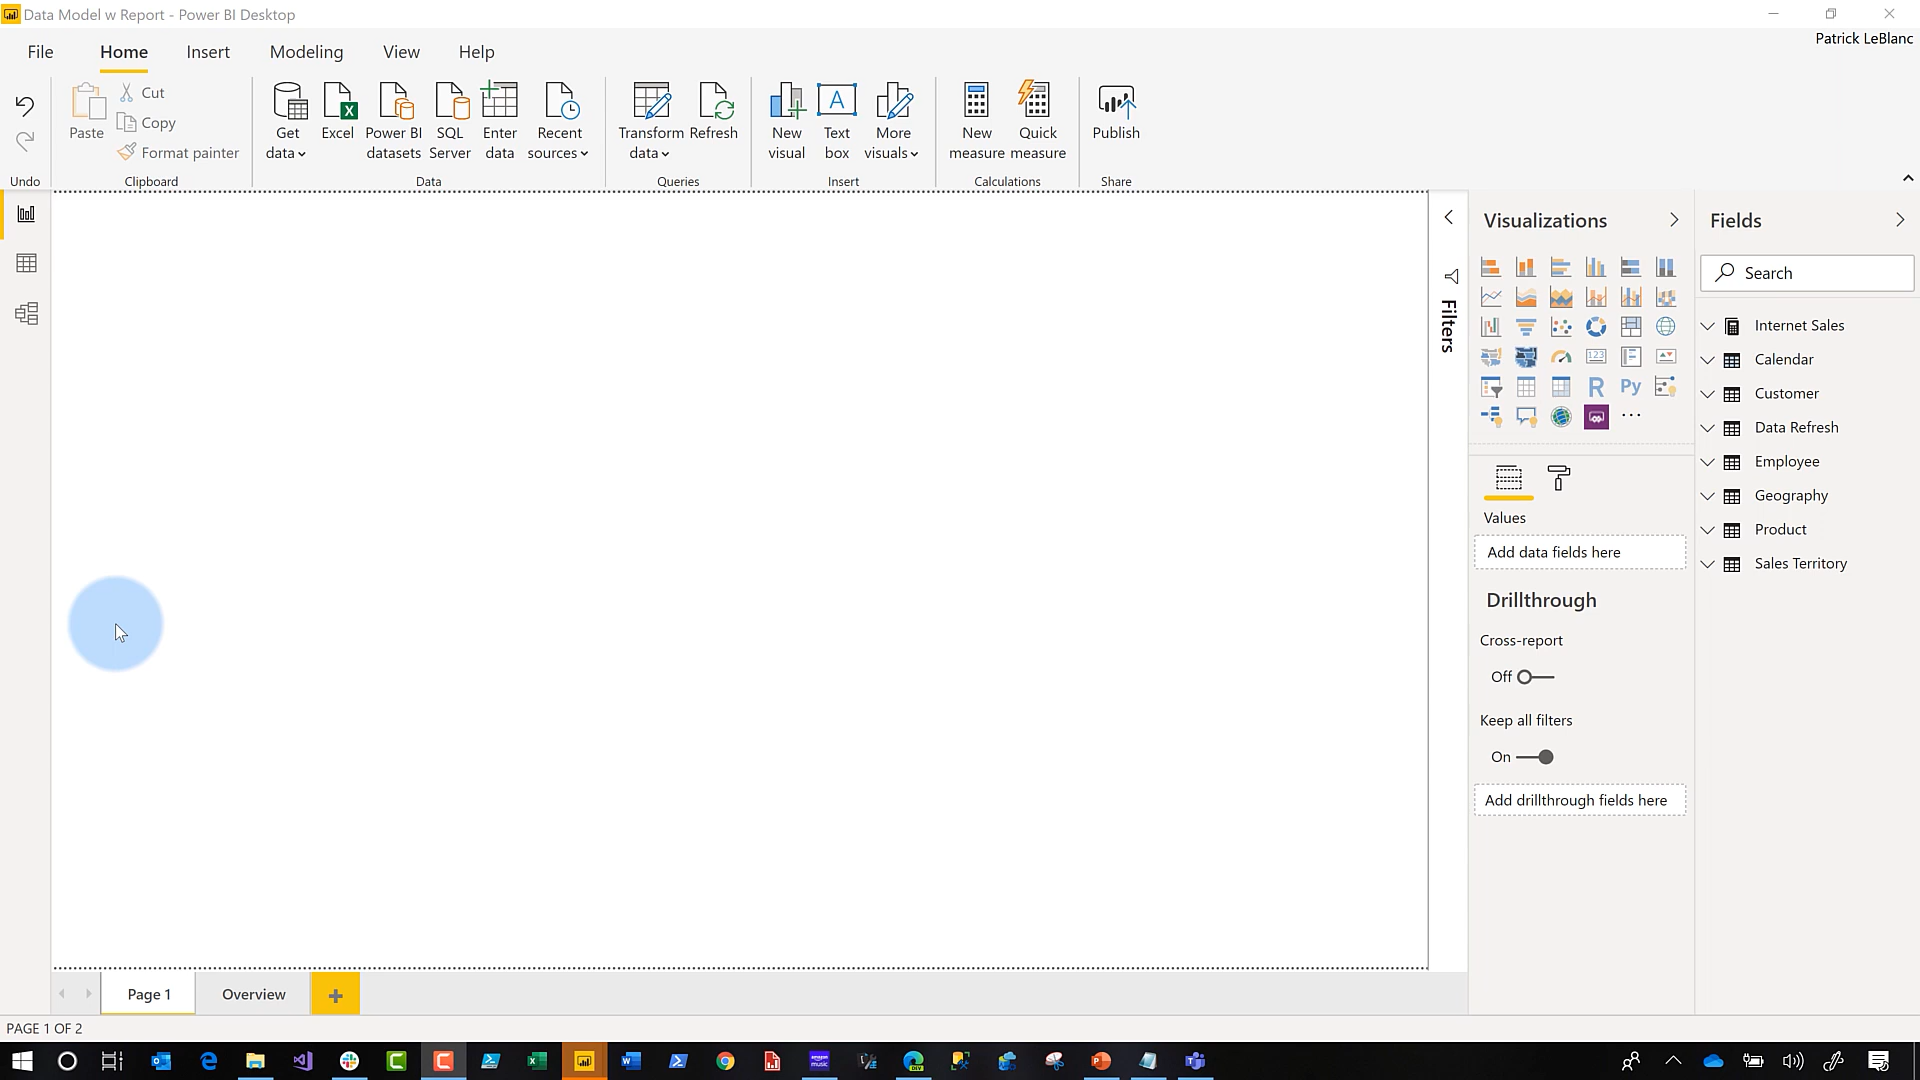 Data Model w Report - Power BI Desktop
Patrick LeBlanc
File Home Insert Modeling View Help
Paste
Cut
Copy
Format painter
Get data
Excel
Power BI datasets
SQL Server
Enter data
Recent sources
Transform data
Refresh
New visual
A
Text box
More visuals
New measure
Quick measure
Publish
Undo
Clipboard
Data
Queries
Insert
Calculations
Share
Filters
Visualizations
123
R
Py
Values
Add data fields here
Drillthrough
Cross-report
Off
Keep all filters
On
Add drillthrough fields here
Fields
Search
Internet Sales
Calendar
Customer
Data Refresh
Employee
Geography
Product
Sales Territory
Page 1
Overview
PAGE 1 OF 2